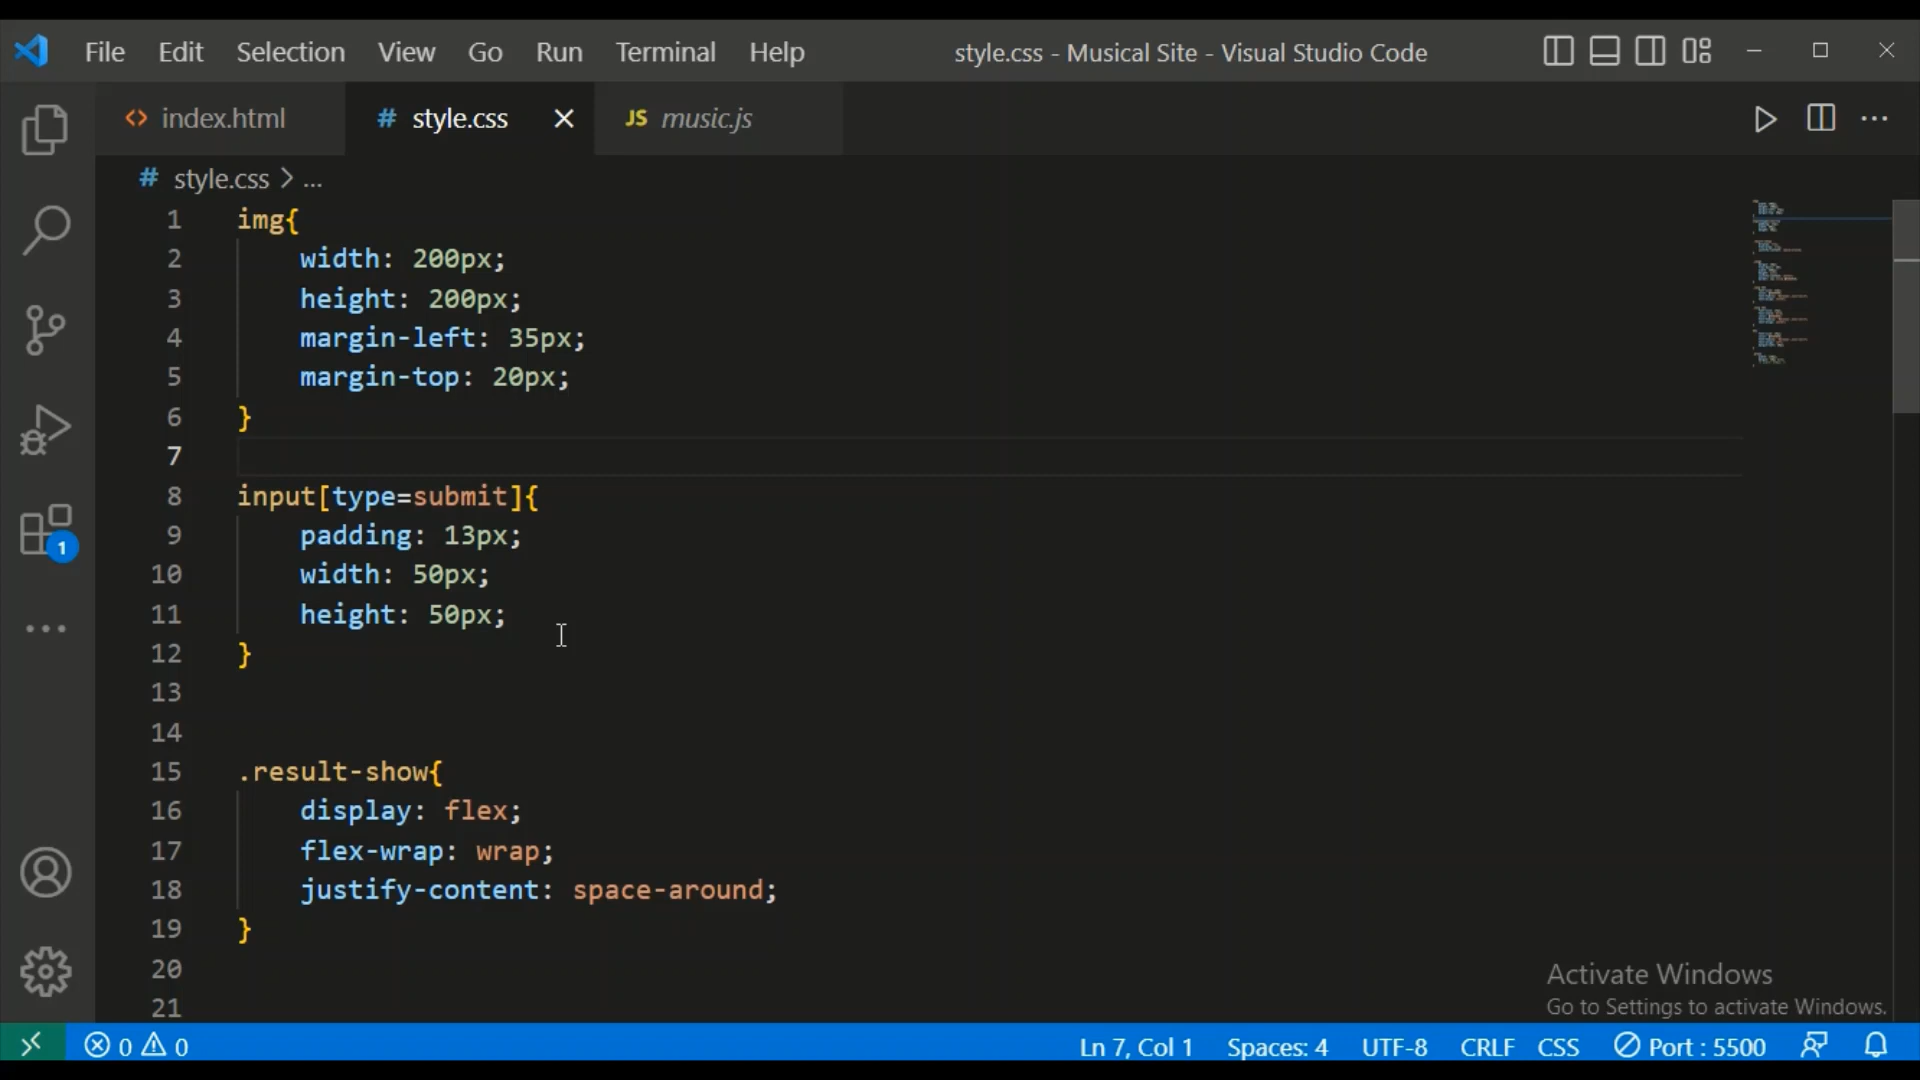 File Edit Selection View Go Run Terminal Help style.css - Musical Site - Visual Studio Code
<> index.html # style.css × JS music.js
# style.css > ...
1 img{
2 width: 200px;
3 height: 200px;
4 margin-left: 35px;
5 margin-top: 20px;
6 }
7
8 input[type=submit]{
9 padding: 13px;
10 width: 50px;
11 height: 50px;
12 }
13
14
15 .result-show{
16 display: flex;
17 flex-wrap: wrap;
18 justify-content: space-around;
19 }
20
21
1
Activate Windows
Go to Settings to activate Windows.
0 0 Ln 7, Col 1 Spaces: 4 UTF-8 CRLF CSS Port : 5500